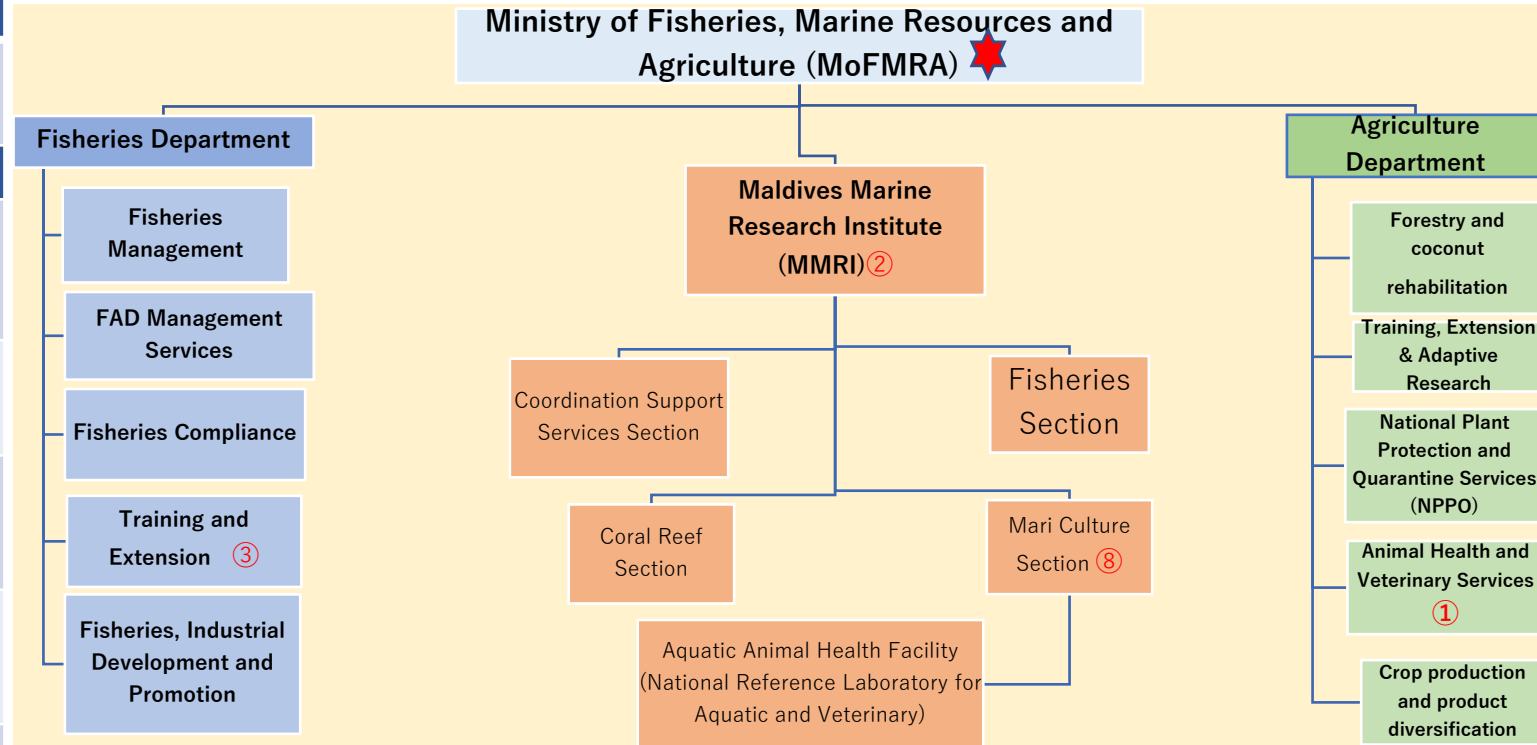 Ministry of Fisheries, Marine Resources and
Agriculture (MoFMRA)
Fisheries Department
Fisheries
Management
FAD Management
Services
Fisheries Compliance
Training and
Extension ③
Fisheries, Industrial
Development and
Promotion
Maldives Marine
Research Institute
(MMRI)②
Coordination Support
Services Section
Fisheries
Section
Coral Reef
Section
Mari Culture
Section ⑧
Aquatic Animal Health Facility
(National Reference Laboratory for
Aquatic and Veterinary)
Agriculture
Department
Forestry and
coconut
rehabilitation
Training, Extension
& Adaptive
Research
National Plant
Protection and
Quarantine Services
(NPPO)
Animal Health and
Veterinary Services
①
Crop production
and product
diversification